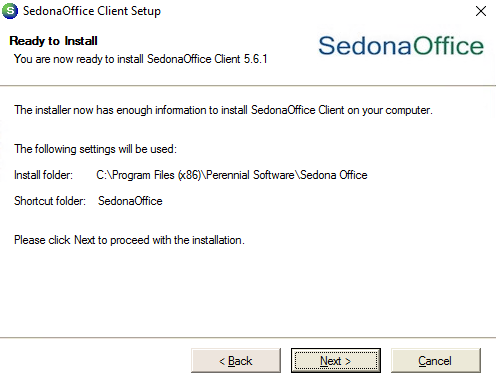 S SedonaOffice Client Setup
Ready to Install
You are now ready to install SedonaOffice Client 5.6.1
SedonaOffice
The installer now has enough information to install SedonaOffice Client on your computer.
The following settings will be used:
Install folder: C:\Program Files (x86)\Perennial Software\Sedona Office
Shortcut folder: SedonaOffice
Please click Next to proceed with the installation.
< Back Next > Cancel